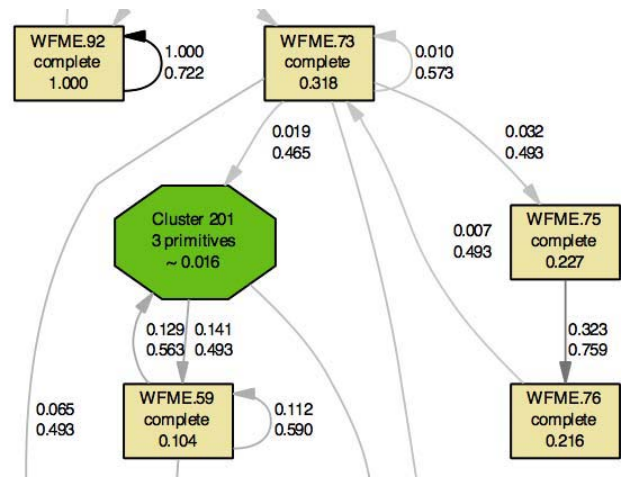 WFME.92
complete
1.000
1.000
0.722
WFME.73
complete
0.318
0.010
0.573
0.019
0.465
0.032
0.493
Cluster 201
3 primitives
~ 0.016
WFME.75
complete
0.227
0.007
0.493
0.129
0.563
0.141
0.493
0.323
0.759
WFME.59
complete
0.104
0.112
0.590
WFME.76
complete
0.216
0.065
0.493